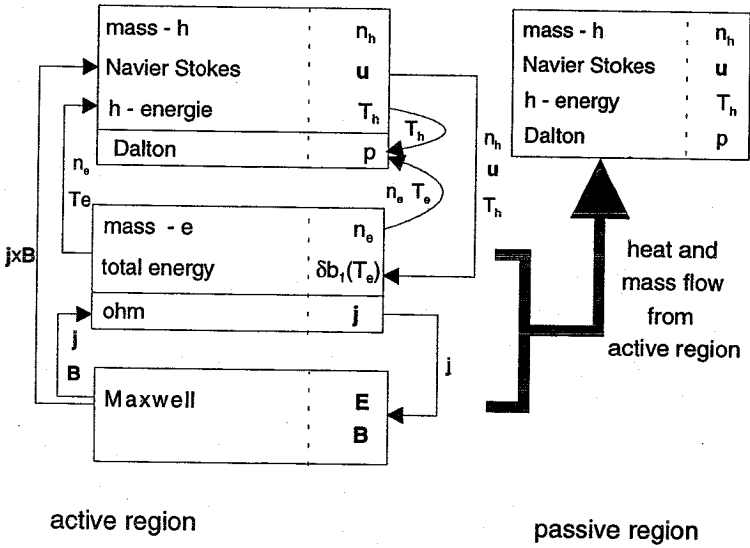 mass - h n_h
Navier Stokes u
h - energie T_h
Dalton p
T_h
n_e T_e
n_e
Te
jxB
mass - e n_e
total energy δb₁(T_e)
ohm j
n_h
u
T_h
j
B
j
Maxwell E
B
active region
mass - h n_h
Navier Stokes u
h - energy T_h
Dalton p
heat and
mass flow
from
active region
passive region